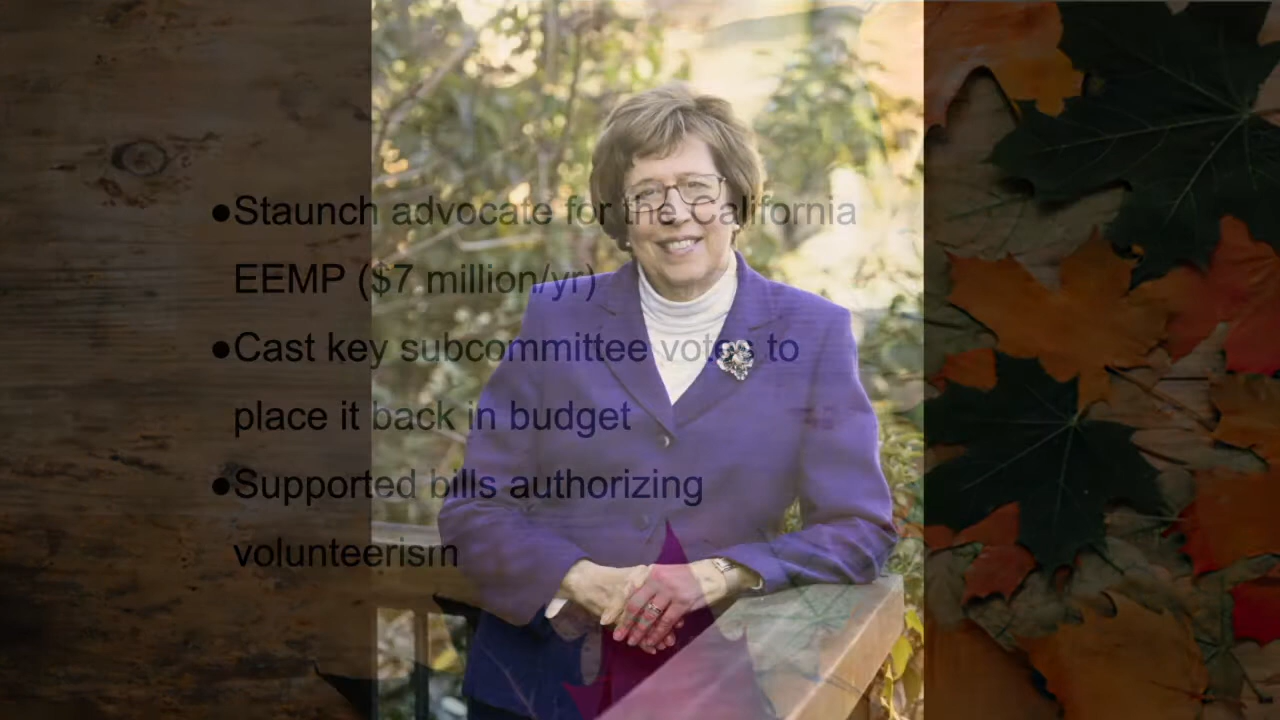 ●Staunch advocate for the California
EEMP ($7 million/yr)
●Cast key subcommittee votes to
place it back in budget
●Supported bills authorizing
volunteerism